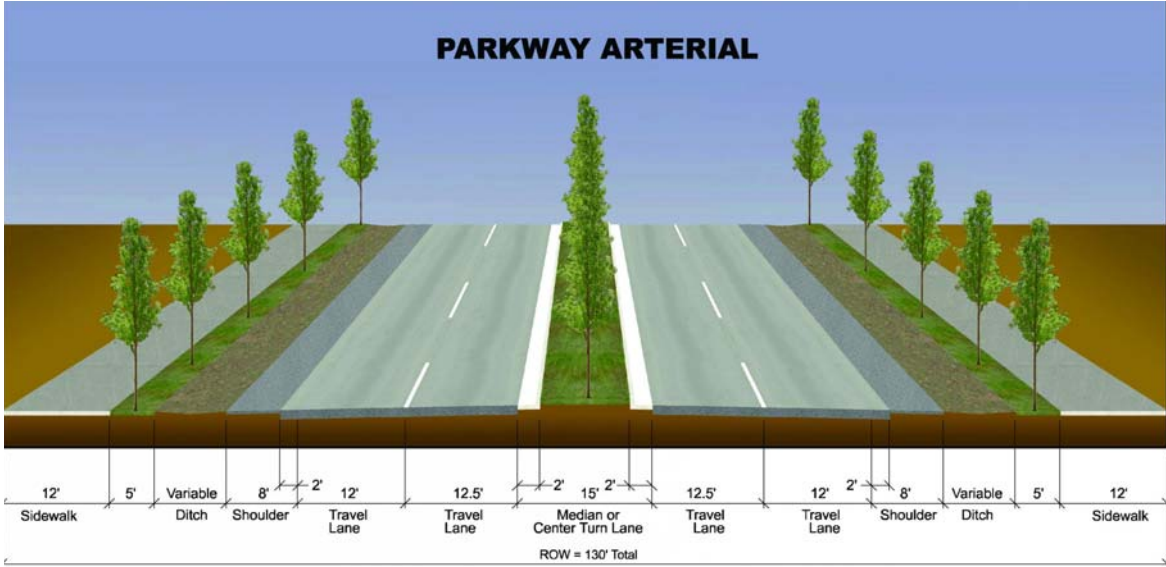 PARKWAY ARTERIAL
2' 2' 2' 2'
12' 5' Variable 8' 12' 12.5' 15' 12.5' 12' 8' Variable 5' 12'
Sidewalk Ditch Shoulder Travel Travel Median or Travel Travel Shoulder Ditch Sidewalk
Lane Lane Center Turn Lane Lane Lane
ROW = 130' Total